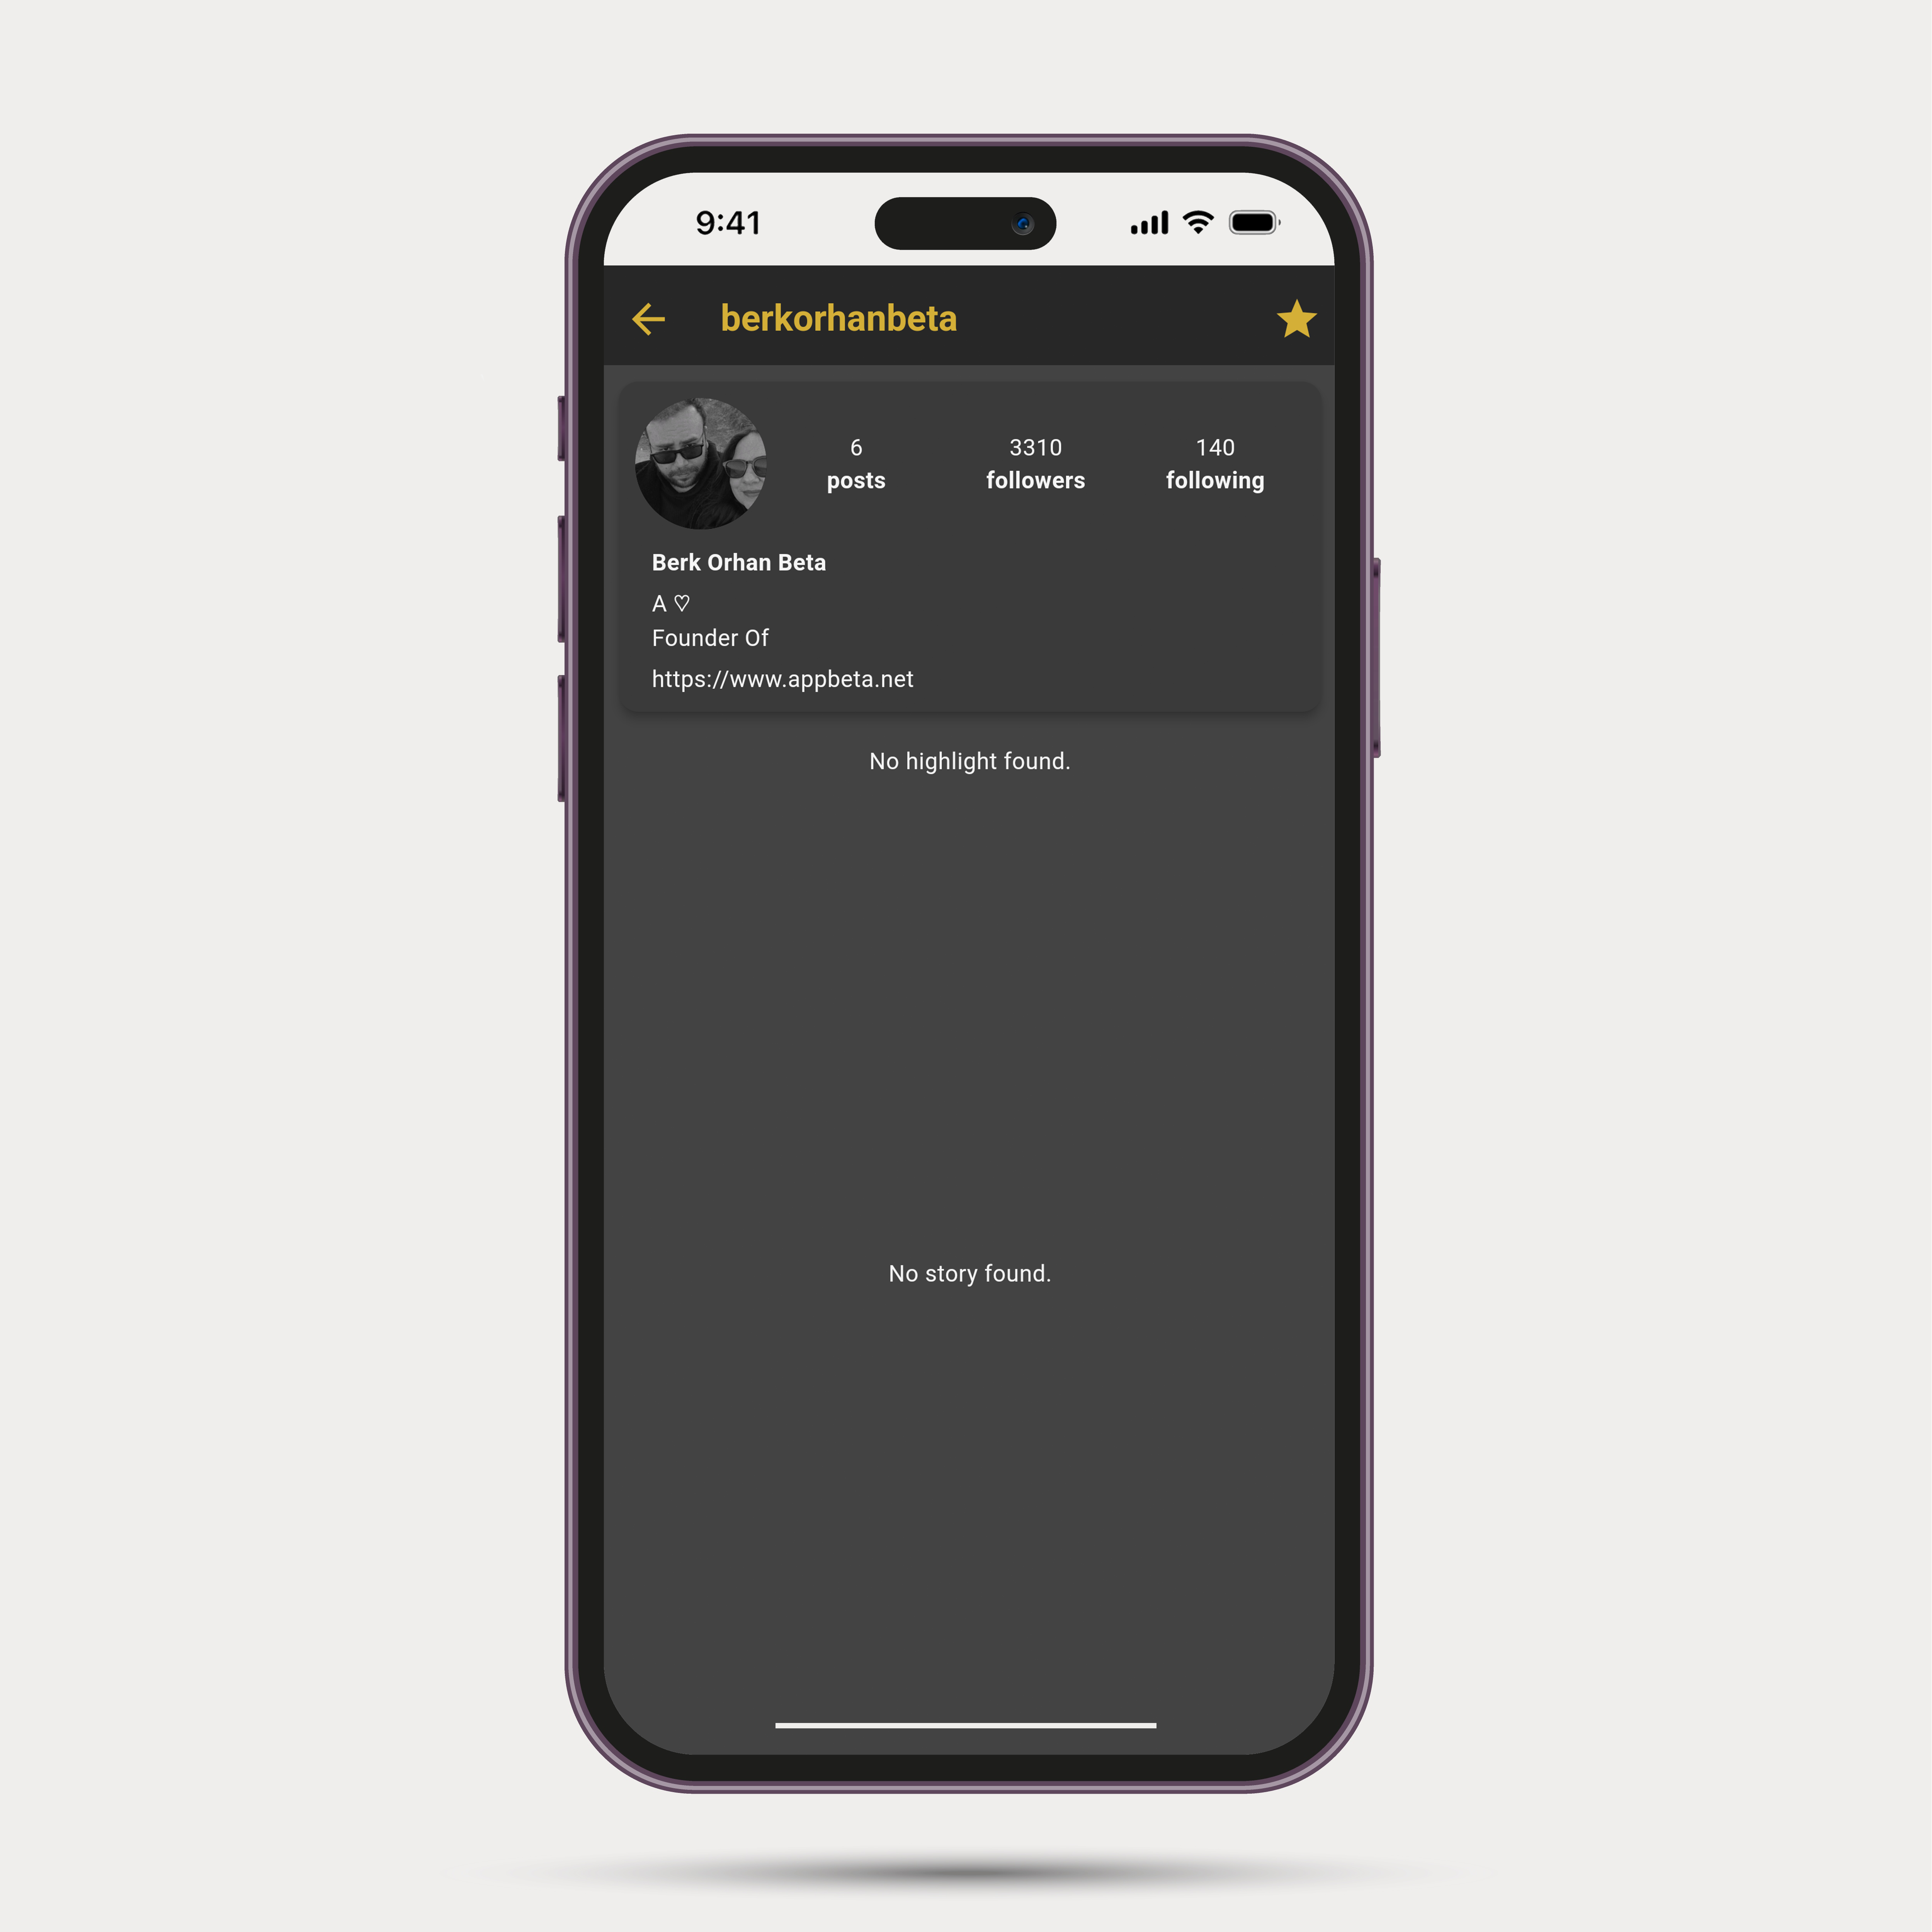 9:41
berkorhanbeta
6 3310 140
posts followers following
Berk Orhan Beta
A ♡
Founder Of
https://www.appbeta.net
No highlight found.
No story found.